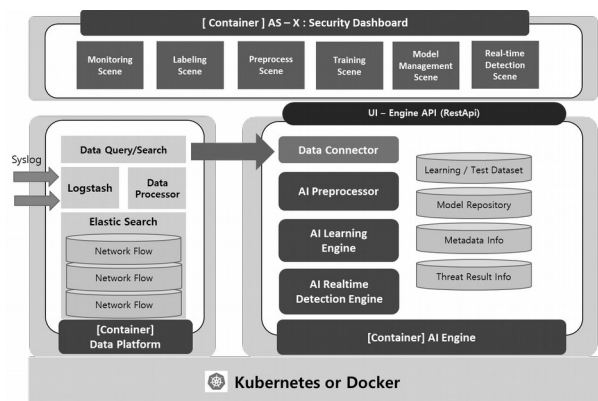 [ Container ] AS – X : Security Dashboard
Monitoring
Scene
Labeling
Scene
Preprocess
Scene
Training
Scene
Model
Management
Scene
Real-time
Detection
Scene
UI – Engine API (RestApi)
Syslog
Data Query/Search
Logstash
Data
Processor
Elastic Search
Network Flow
Network Flow
Network Flow
[Container]
Data Platform
Data Connector
AI Preprocessor
AI Learning
Engine
AI Realtime
Detection Engine
Learning / Test Dataset
Model Repository
Metadata Info
Threat Result Info
[Container] AI Engine
Kubernetes or Docker